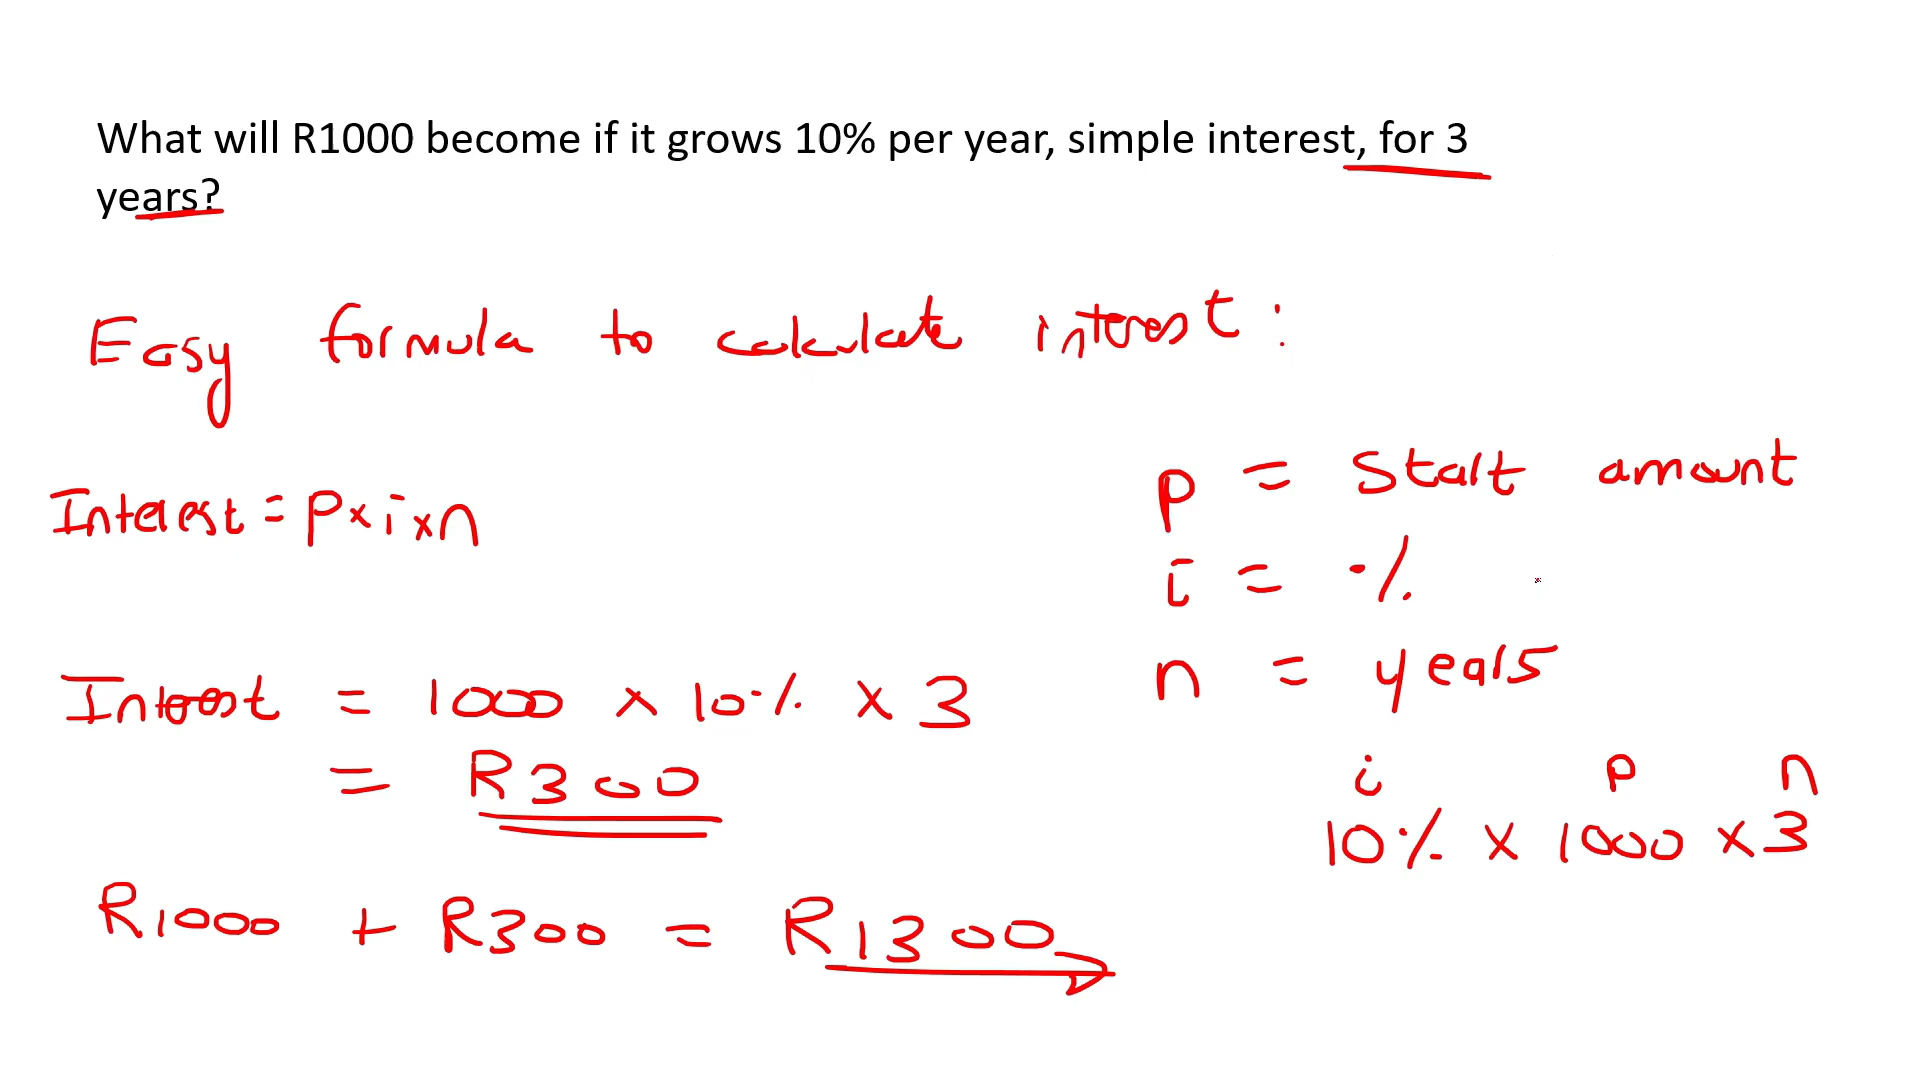 What will R1000 become if it grows 10% per year, simple interest, for 3
years?
Easy formula to calculate interest:
Interest = p x i x n
p = Start amount
i = %
n = years
Interest = 1000 x 10% x 3
= R300
i p n
10% x 1000 x 3
R1000 + R300 = R1300